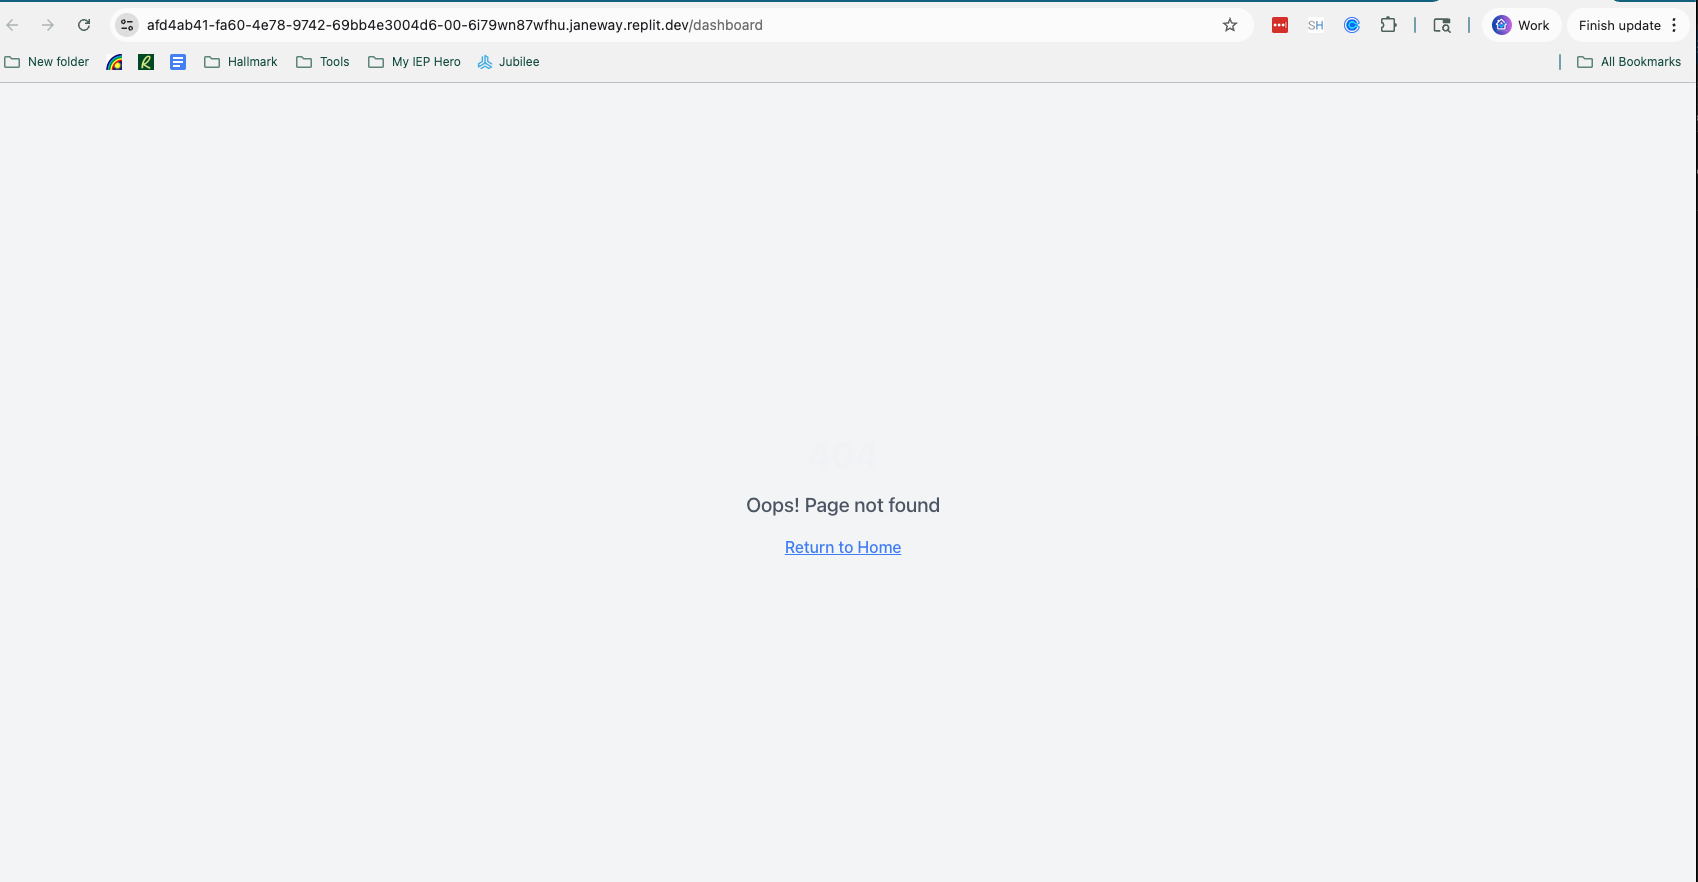 afd4ab41-fa60-4e78-9742-69bb4e3004d6-00-6i79wn87wfhu.janeway.replit.dev/dashboard
SH
Work
Finish update
New folder
R
Hallmark
Tools
My IEP Hero
Jubilee
All Bookmarks
404
Oops! Page not found
Return to Home